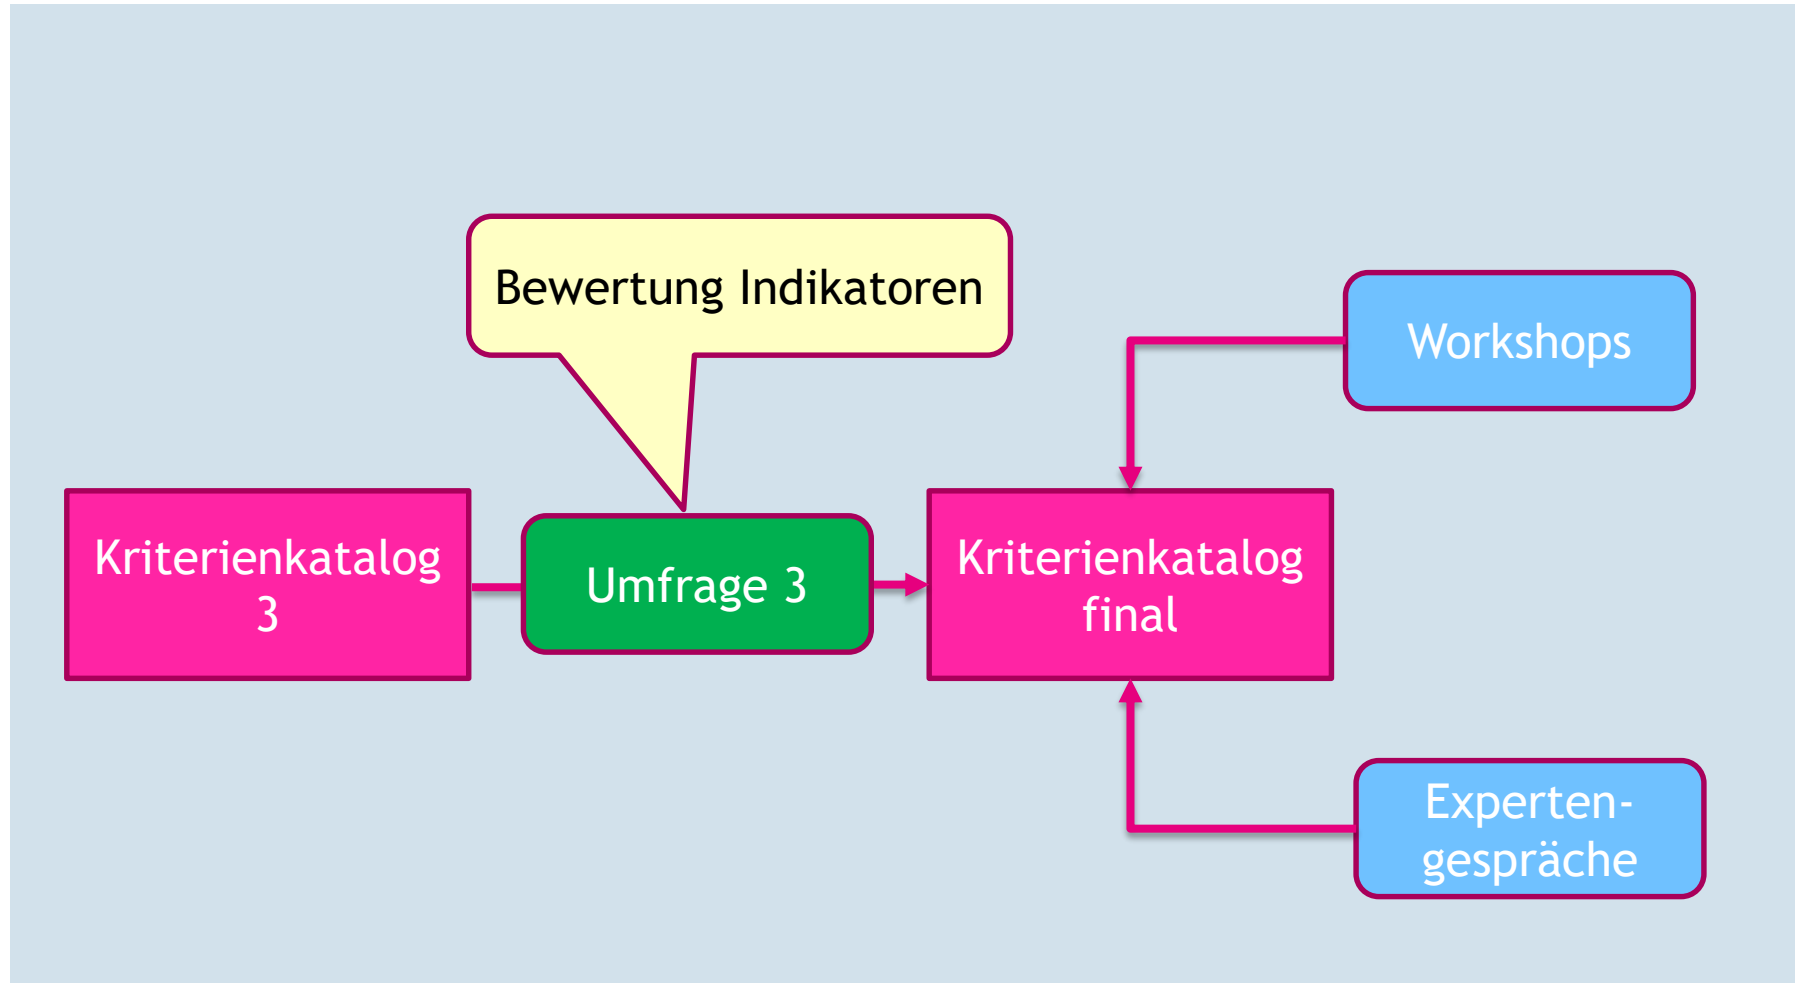 Bewertung Indikatoren
Workshops
Kriterienkatalog
3
Umfrage 3
Kriterienkatalog
final
Experten-
gespräche